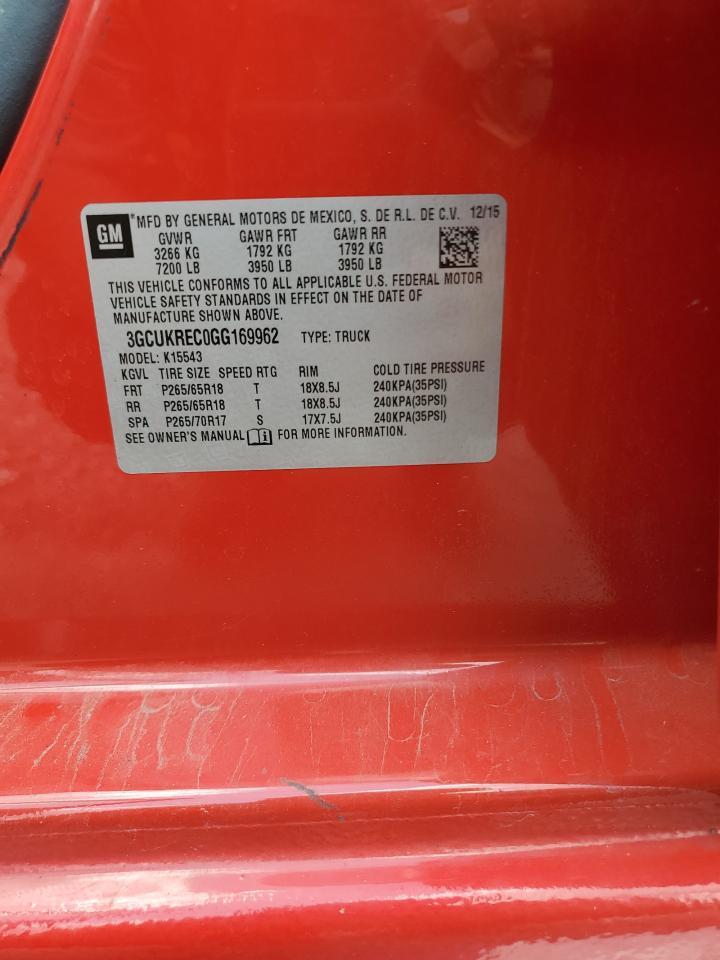 GM
*MFD BY GENERAL MOTORS DE MEXICO, S. DE R.L. DE C.V. 12/15
GVWR GAWR FRT GAWR RR
3266 KG 1792 KG 1792 KG
7200 LB 3950 LB 3950 LB
THIS VEHICLE CONFORMS TO ALL APPLICABLE U.S. FEDERAL MOTOR
VEHICLE SAFETY STANDARDS IN EFFECT ON THE DATE OF
MANUFACTURE SHOWN ABOVE.
3GCUKREC0GG169962 TYPE: TRUCK
MODEL: K15543
KGVL TIRE SIZE SPEED RTG RIM COLD TIRE PRESSURE
FRT P265/65R18 T 18X8.5J 240KPA(35PSI)
RR P265/65R18 T 18X8.5J 240KPA(35PSI)
SPA P265/70R17 S 17X7.5J 240KPA(35PSI)
SEE OWNER'S MANUAL FOR MORE INFORMATION.